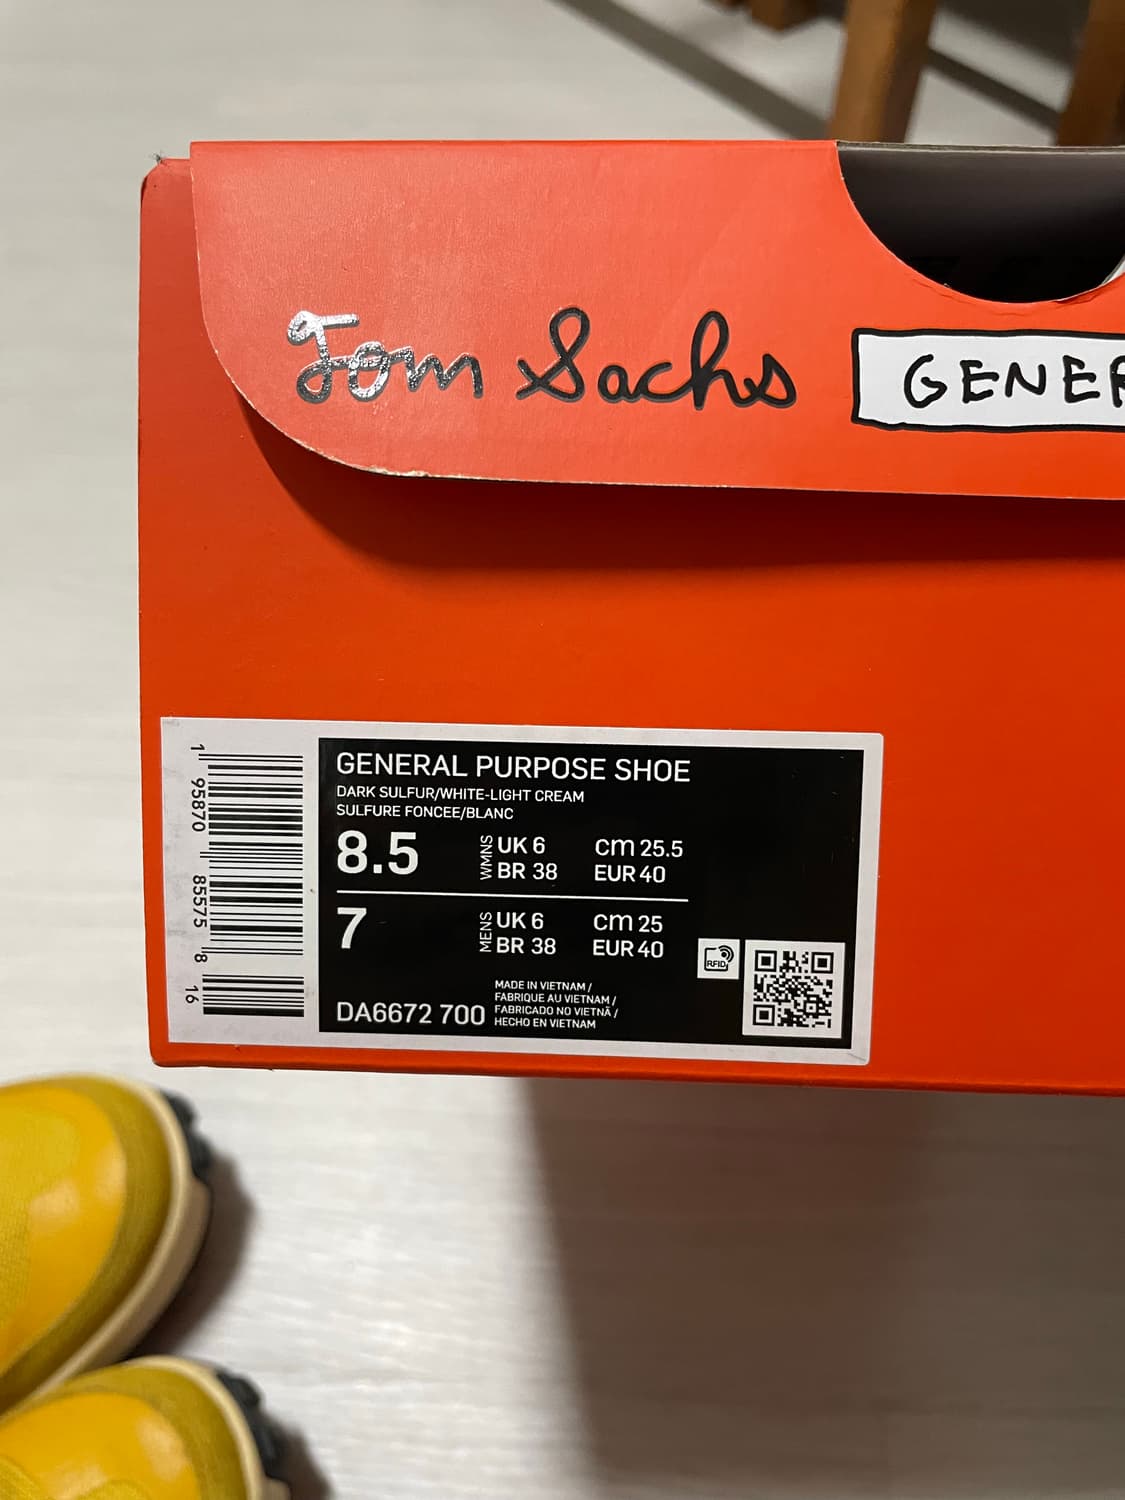 Tom Sachs
GENER
GENERAL PURPOSE SHOE
DARK SULFUR/WHITE-LIGHT CREAM
SULFURE FONCEE/BLANC
8.5 WMNS UK 6 cm 25.5
BR 38 EUR 40
7 MENS UK 6 cm 25
BR 38 EUR 40
DA6672 700
MADE IN VIETNAM /
FABRIQUE AU VIETNAM /
FABRICADO NO VIETNÃ /
HECHO EN VIETNAM
RFID
1 95870 85575 8 16